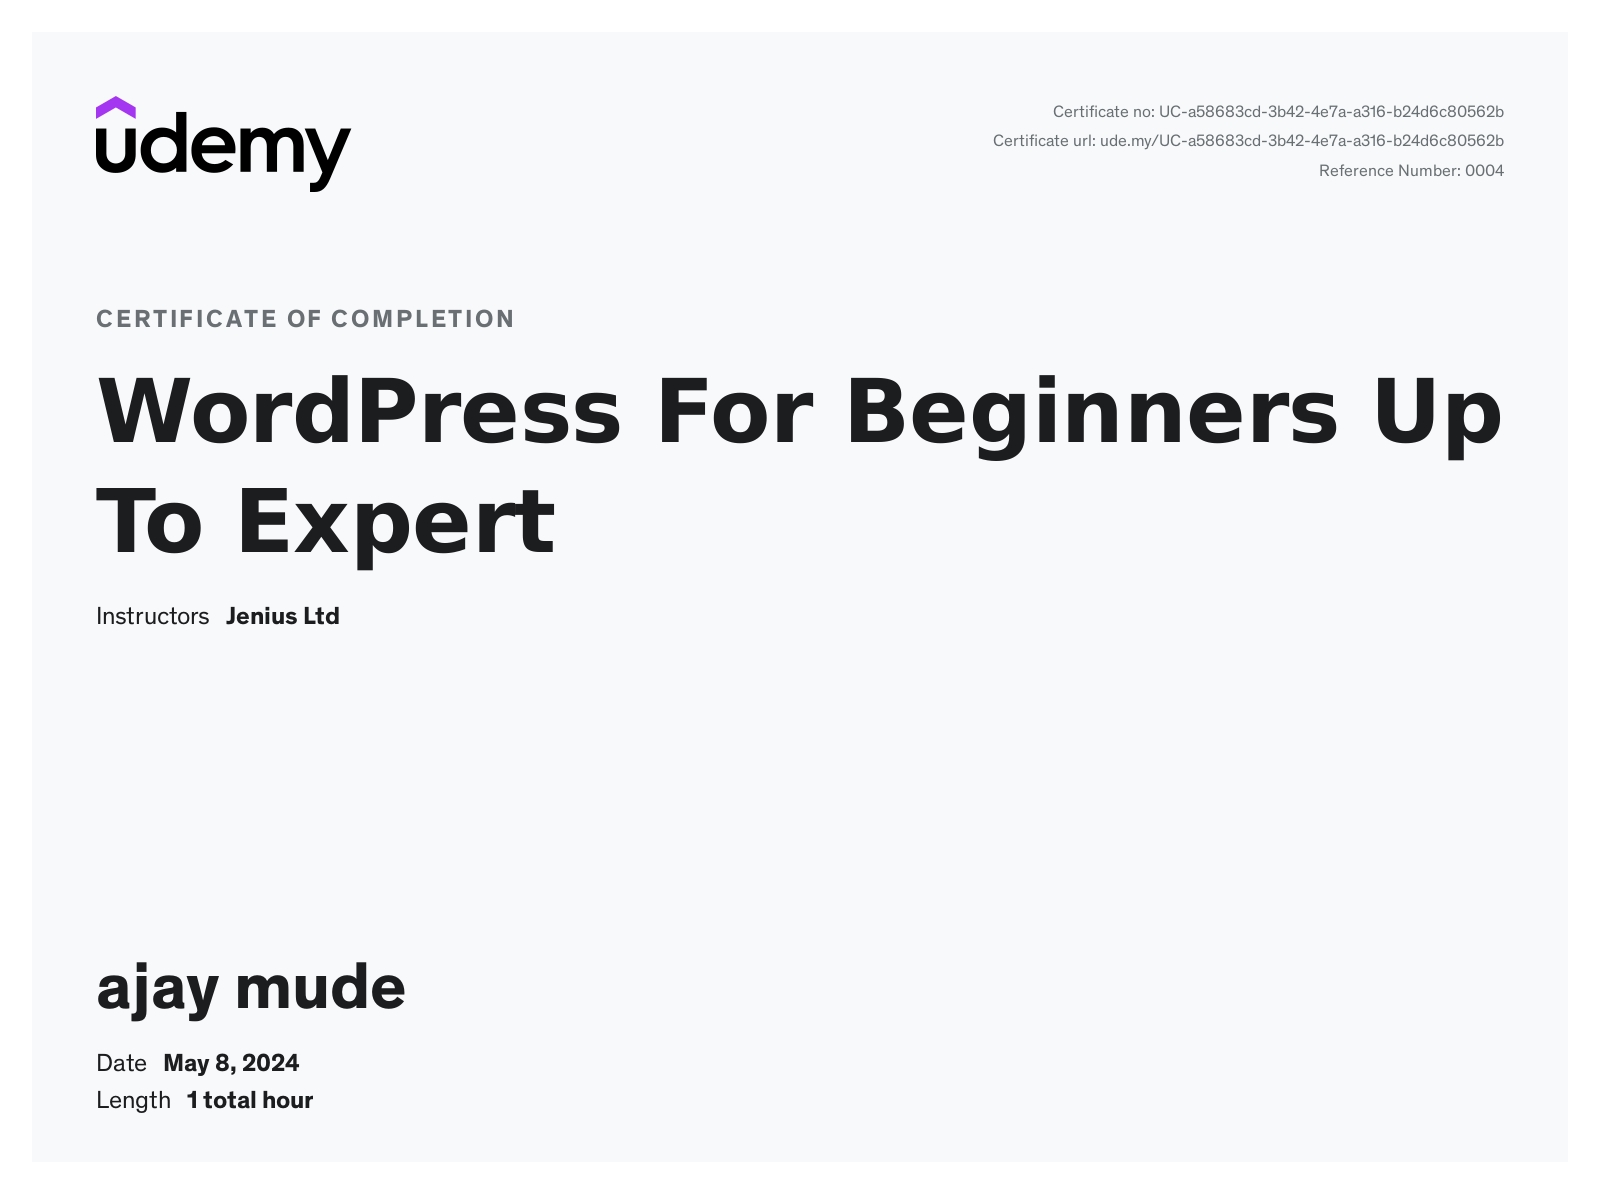 udemy
Certificate no: UC-a58683cd-3b42-4e7a-a316-b24d6c80562b
Certificate url: ude.my/UC-a58683cd-3b42-4e7a-a316-b24d6c80562b
Reference Number: 0004
CERTIFICATE OF COMPLETION
WordPress For Beginners Up
To Expert
Instructors Jenius Ltd
ajay mude
Date May 8, 2024
Length 1 total hour